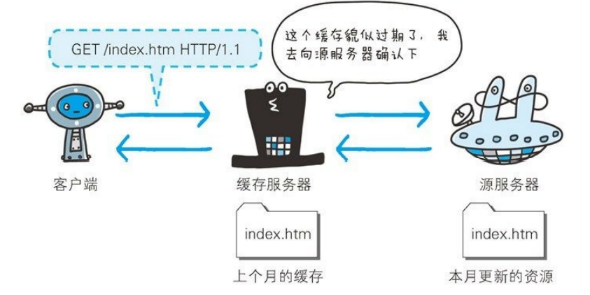 GET /index.htm HTTP/1.1
这个缓存貌似过期了，我
去向源服务器确认下
客户端
缓存服务器
源服务器
index.htm
index.htm
上个月的缓存
本月更新的资源